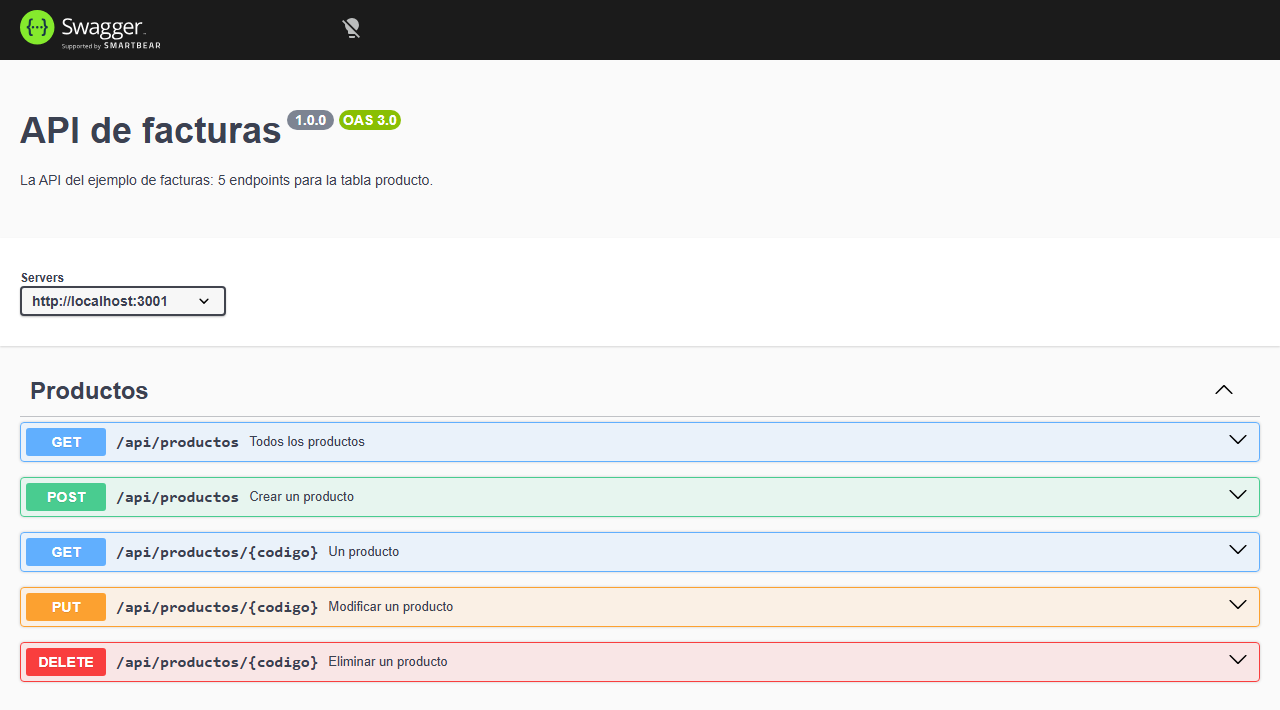 Swagger
Supported by SMARTBEAR
API de facturas 1.0.0 OAS 3.0
La API del ejemplo de facturas: 5 endpoints para la tabla producto.
Servers
http://localhost:3001
Productos
GET /api/productos Todos los productos
POST /api/productos Crear un producto
GET /api/productos/{codigo} Un producto
PUT /api/productos/{codigo} Modificar un producto
DELETE /api/productos/{codigo} Eliminar un producto